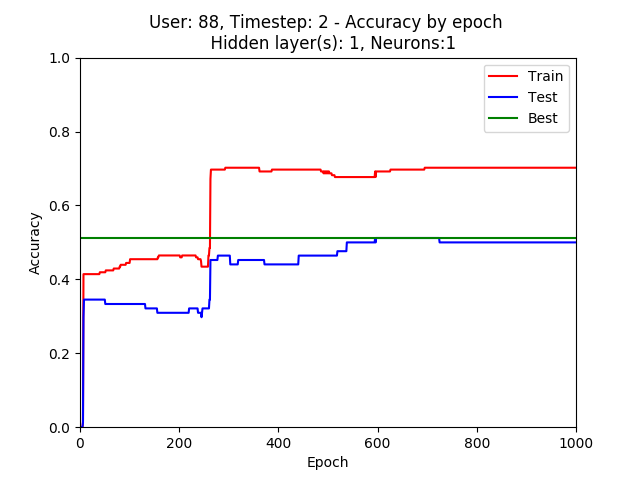 User: 88, Timestep: 2 - Accuracy by epoch
Hidden layer(s): 1, Neurons:1
Train
Test
Best
1.0
0.8
0.6
0.4
0.2
0.0
Accuracy
0
200
400
600
800
1000
Epoch